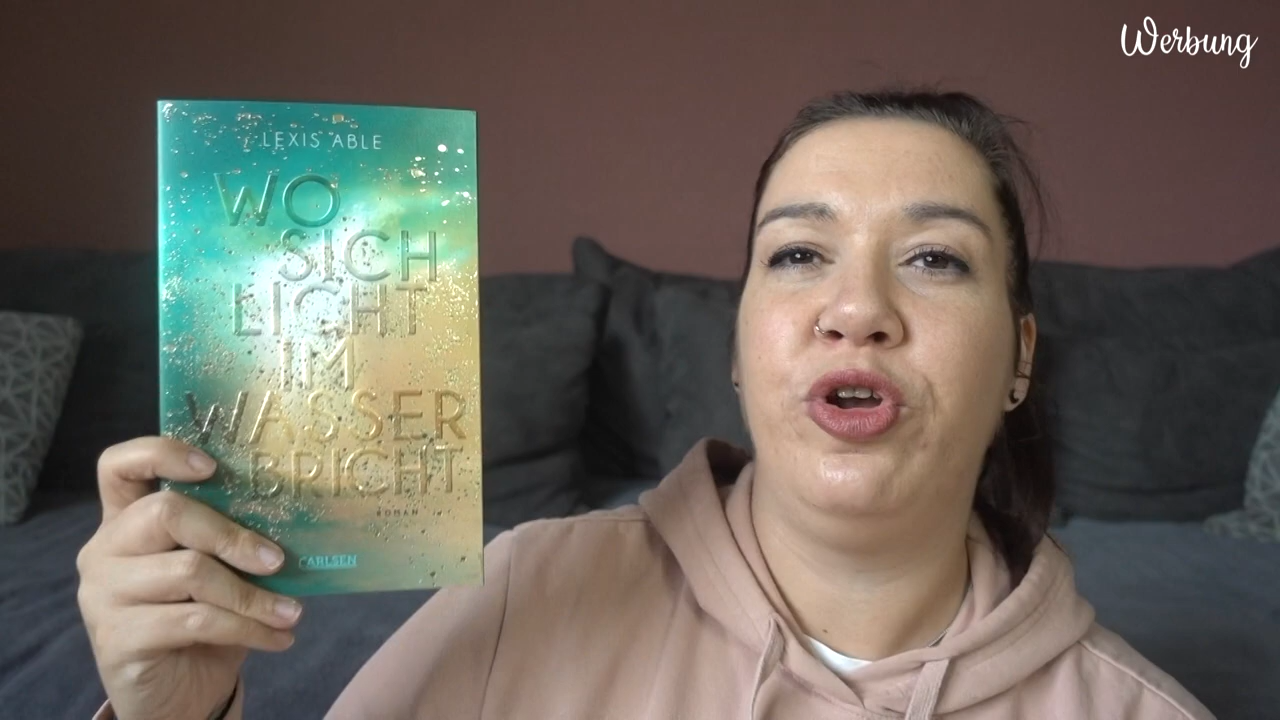 Werbung
LEXIS ABLE
WO
SICH
LICHT
IM
WASSER
BRICHT
ROMAN
CARLSEN